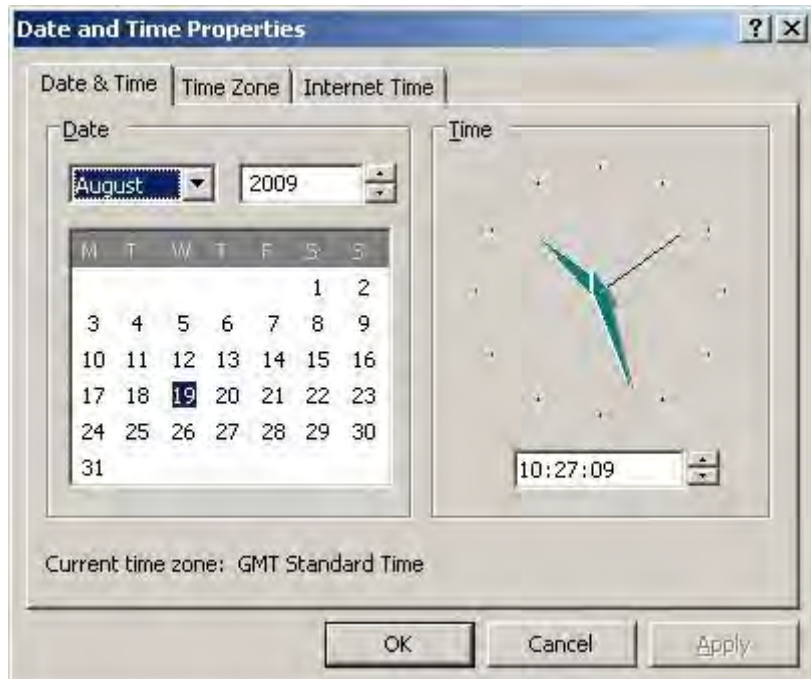 Date and Time Properties
Date & Time Time Zone Internet Time
Date
August 2009
M T W T F S S
1 2
3 4 5 6 7 8 9
10 11 12 13 14 15 16
17 18 19 20 21 22 23
24 25 26 27 28 29 30
31
Time
10:27:09
Current time zone: GMT Standard Time
OK Cancel Apply